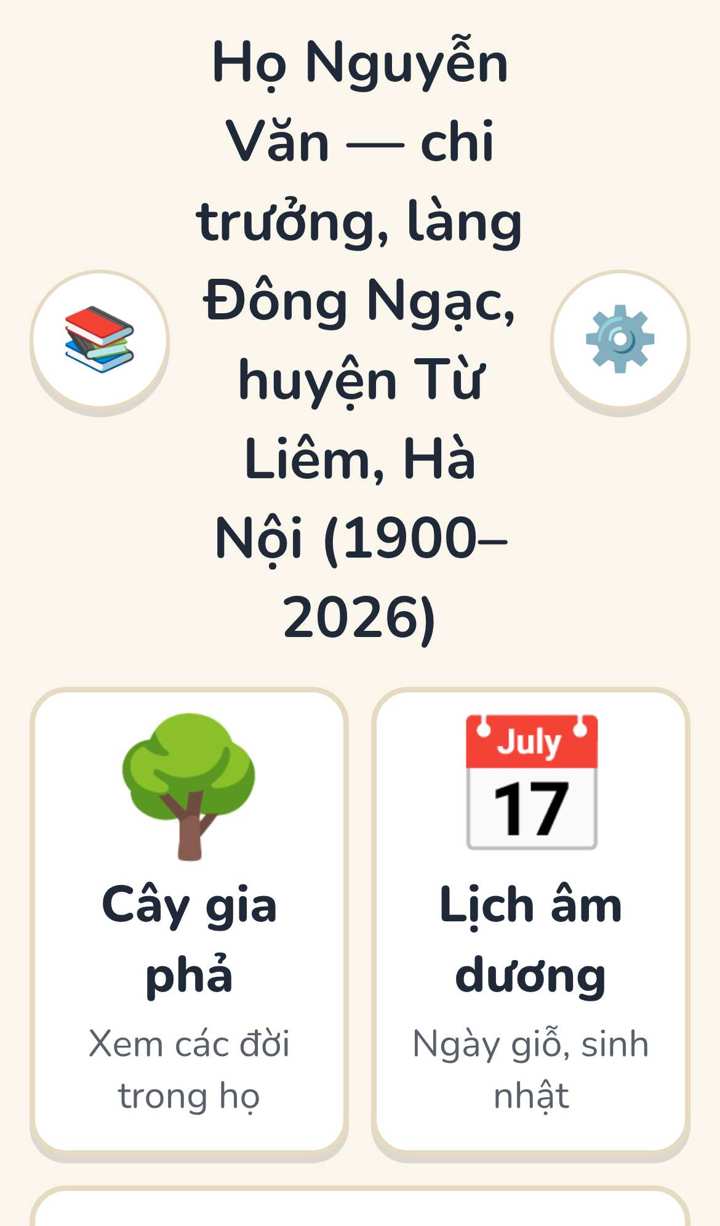 Họ Nguyễn
Văn — chi
trưởng, làng
Đông Ngạc,
huyện Từ
Liêm, Hà
Nội (1900–
2026)
July
17
Cây gia
phả
Xem các đời
trong họ
Lịch âm
dương
Ngày giỗ, sinh
nhật